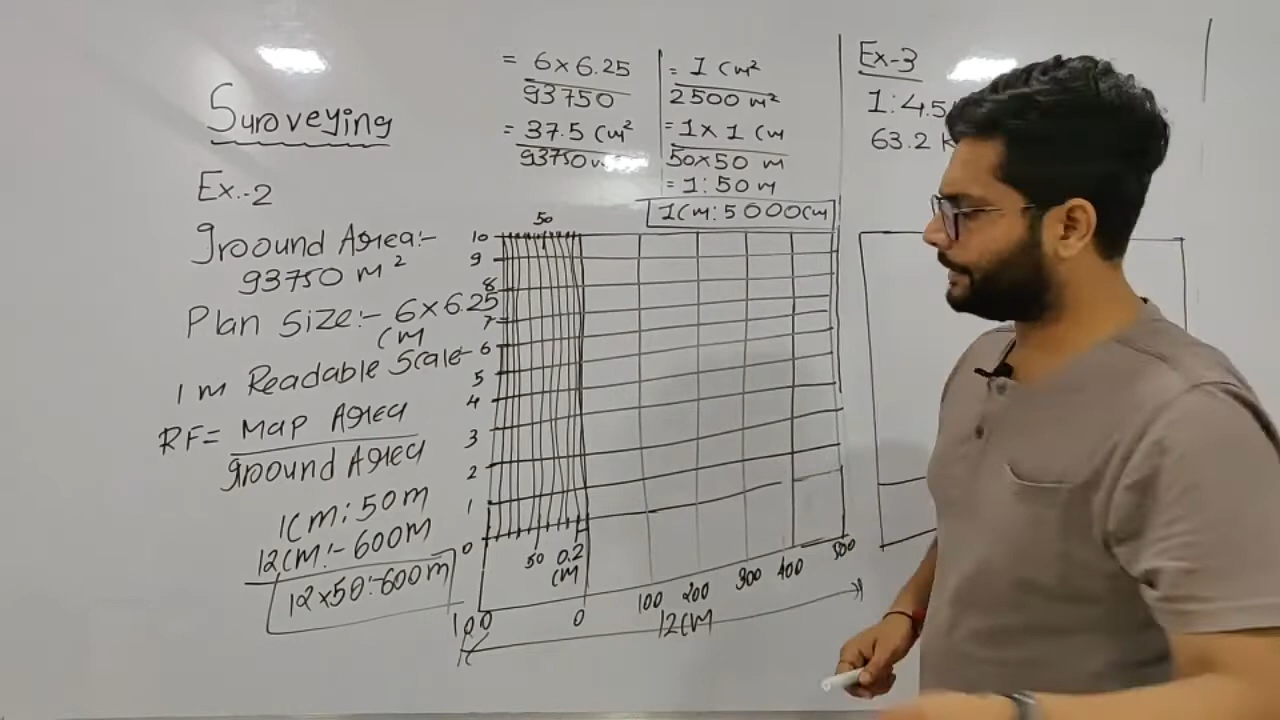 Surveying
Ex.-2
Ground Area:-
93750 m²
Plan Size:- 6×6.25
CM
1 m Readable Scale-
RF= Map Area
Ground Area
1CM: 50m
12CM:- 600m
12×50:-600m
= 6×6.25
93750
= 37.5 Cm²
93750
= 1 Cm²
2500 m²
= 1×1 Cm
50×50 m
= 1:50 m
1Cm:5000Cm
50
10
9
8
7
6
5
4
3
2
1
0
50 0.2
CM
100 0 100 200 300 400 500
12CM
Ex-3
1:4.5
63.2